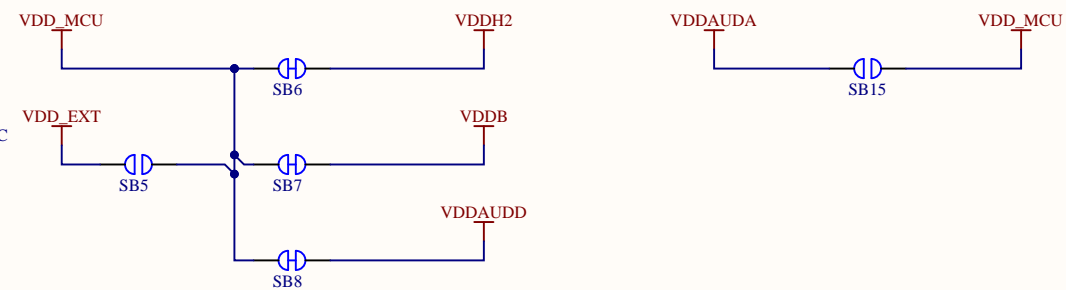 VDD_MCU
VDDH2
VDDAUDA
VDD_MCU
SB6
SB15
VDD_EXT
VDDB
C
SB5
SB7
VDDAUDD
SB8